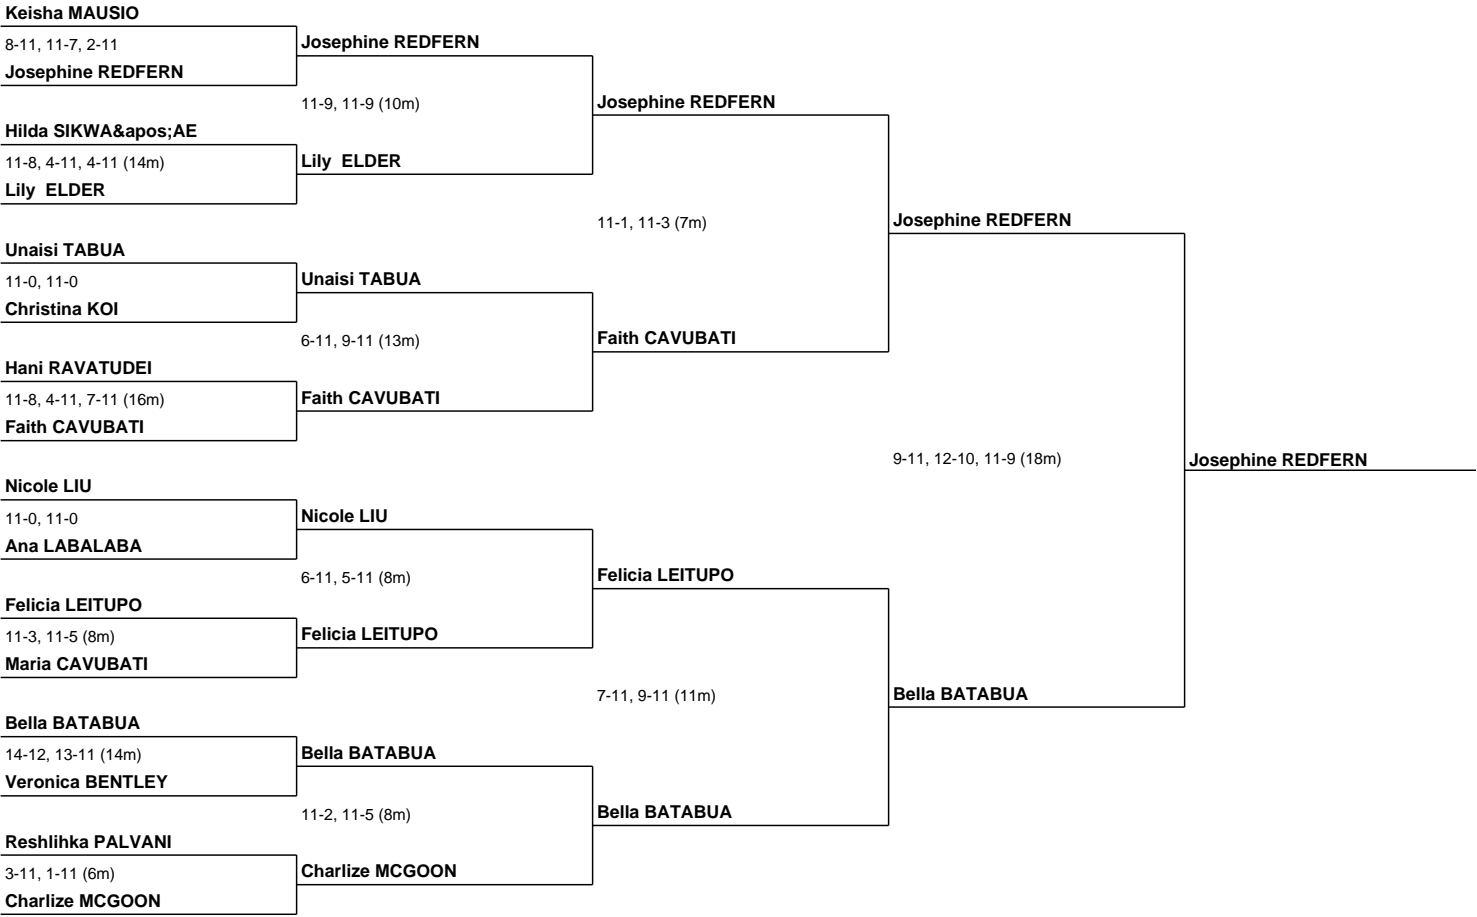 Keisha MAUSIO
8-11, 11-7, 2-11
Josephine REDFERN
Hilda SIKWA&apos;AE
11-8, 4-11, 4-11 (14m)
Lily  ELDER
Unaisi TABUA
11-0, 11-0
Christina KOI
Hani RAVATUDEI
11-8, 4-11, 7-11 (16m)
Faith CAVUBATI
Nicole LIU
11-0, 11-0
Ana LABALABA
Felicia LEITUPO
11-3, 11-5 (8m)
Maria CAVUBATI
Bella BATABUA
14-12, 13-11 (14m)
Veronica BENTLEY
Reshlihka PALVANI
3-11, 1-11 (6m)
Charlize MCGOON
Josephine REDFERN
11-9, 11-9 (10m)
Lily  ELDER
Unaisi TABUA
6-11, 9-11 (13m)
Faith CAVUBATI
Nicole LIU
6-11, 5-11 (8m)
Felicia LEITUPO
Bella BATABUA
11-2, 11-5 (8m)
Charlize MCGOON
Josephine REDFERN
11-1, 11-3 (7m)
Faith CAVUBATI
Felicia LEITUPO
7-11, 9-11 (11m)
Bella BATABUA
Josephine REDFERN
9-11, 12-10, 11-9 (18m)
Bella BATABUA
Josephine REDFERN